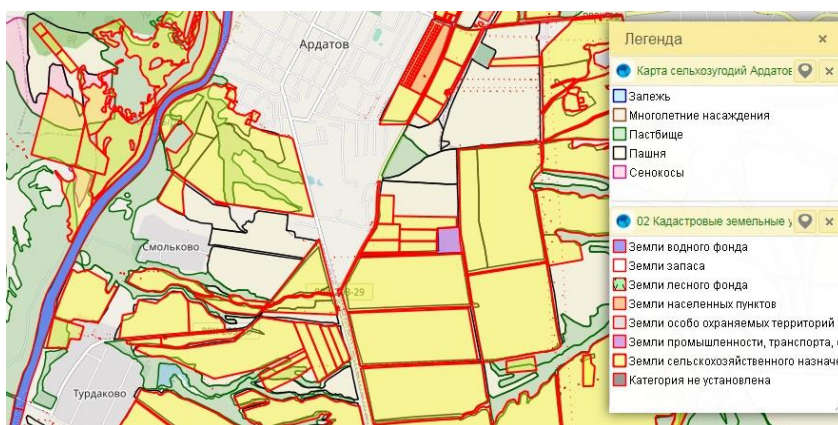 Ардатов
Смольково
Турдаково
Легенда
×
Карта сельхозугодий Ардатов
×
Залежь
Многолетние насаждения
Пастбище
Пашня
Сенокосы
02 Кадастровые земельные у
×
Земли водного фонда
Земли запаса
Земли лесного фонда
Земли населенных пунктов
Земли особо охраняемых территорий
Земли промышленности, транспорта,
Земли сельскохозяйственного назначе
Категория не установлена